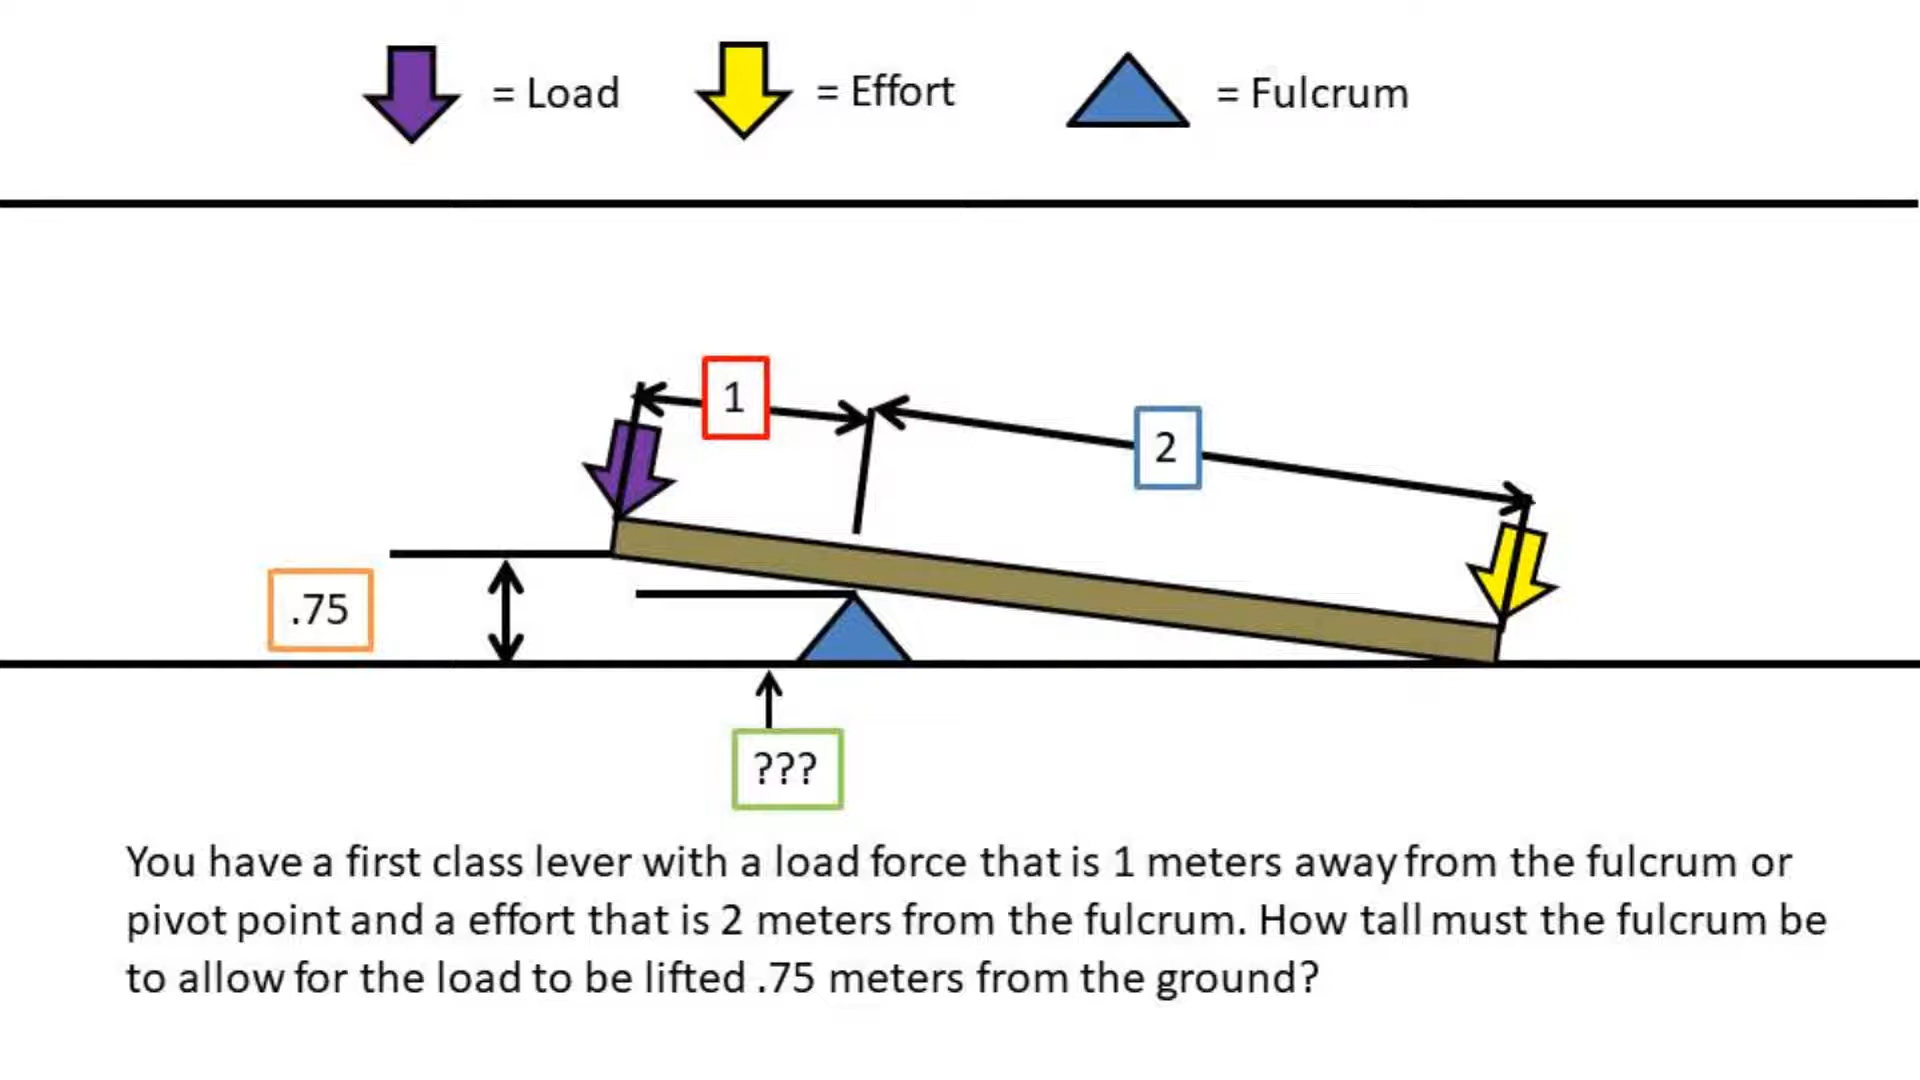 = Load
= Effort
= Fulcrum
1
2
.75
???
You have a first class lever with a load force that is 1 meters away from the fulcrum or
pivot point and a effort that is 2 meters from the fulcrum. How tall must the fulcrum be
to allow for the load to be lifted .75 meters from the ground?